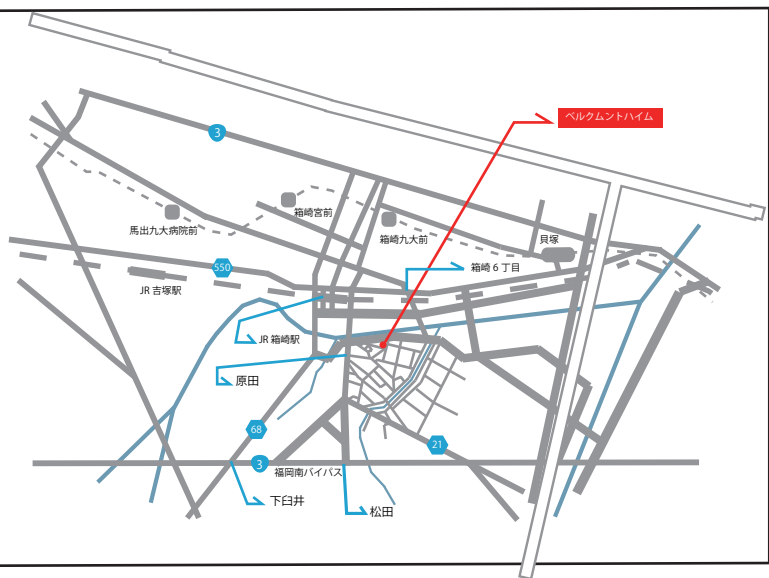 ベルクムントハイム
3
箱崎宮前
馬出九大病院前
箱崎九大前
貝塚
550
箱崎6丁目
JR 吉塚駅
JR 箱崎駅
原田
68
21
3
福岡南バイパス
下臼井
松田